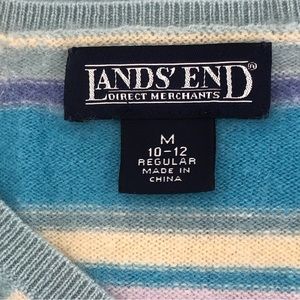 LANDS' END®
DIRECT MERCHANTS
M
10-12
REGULAR
MADE IN
CHINA